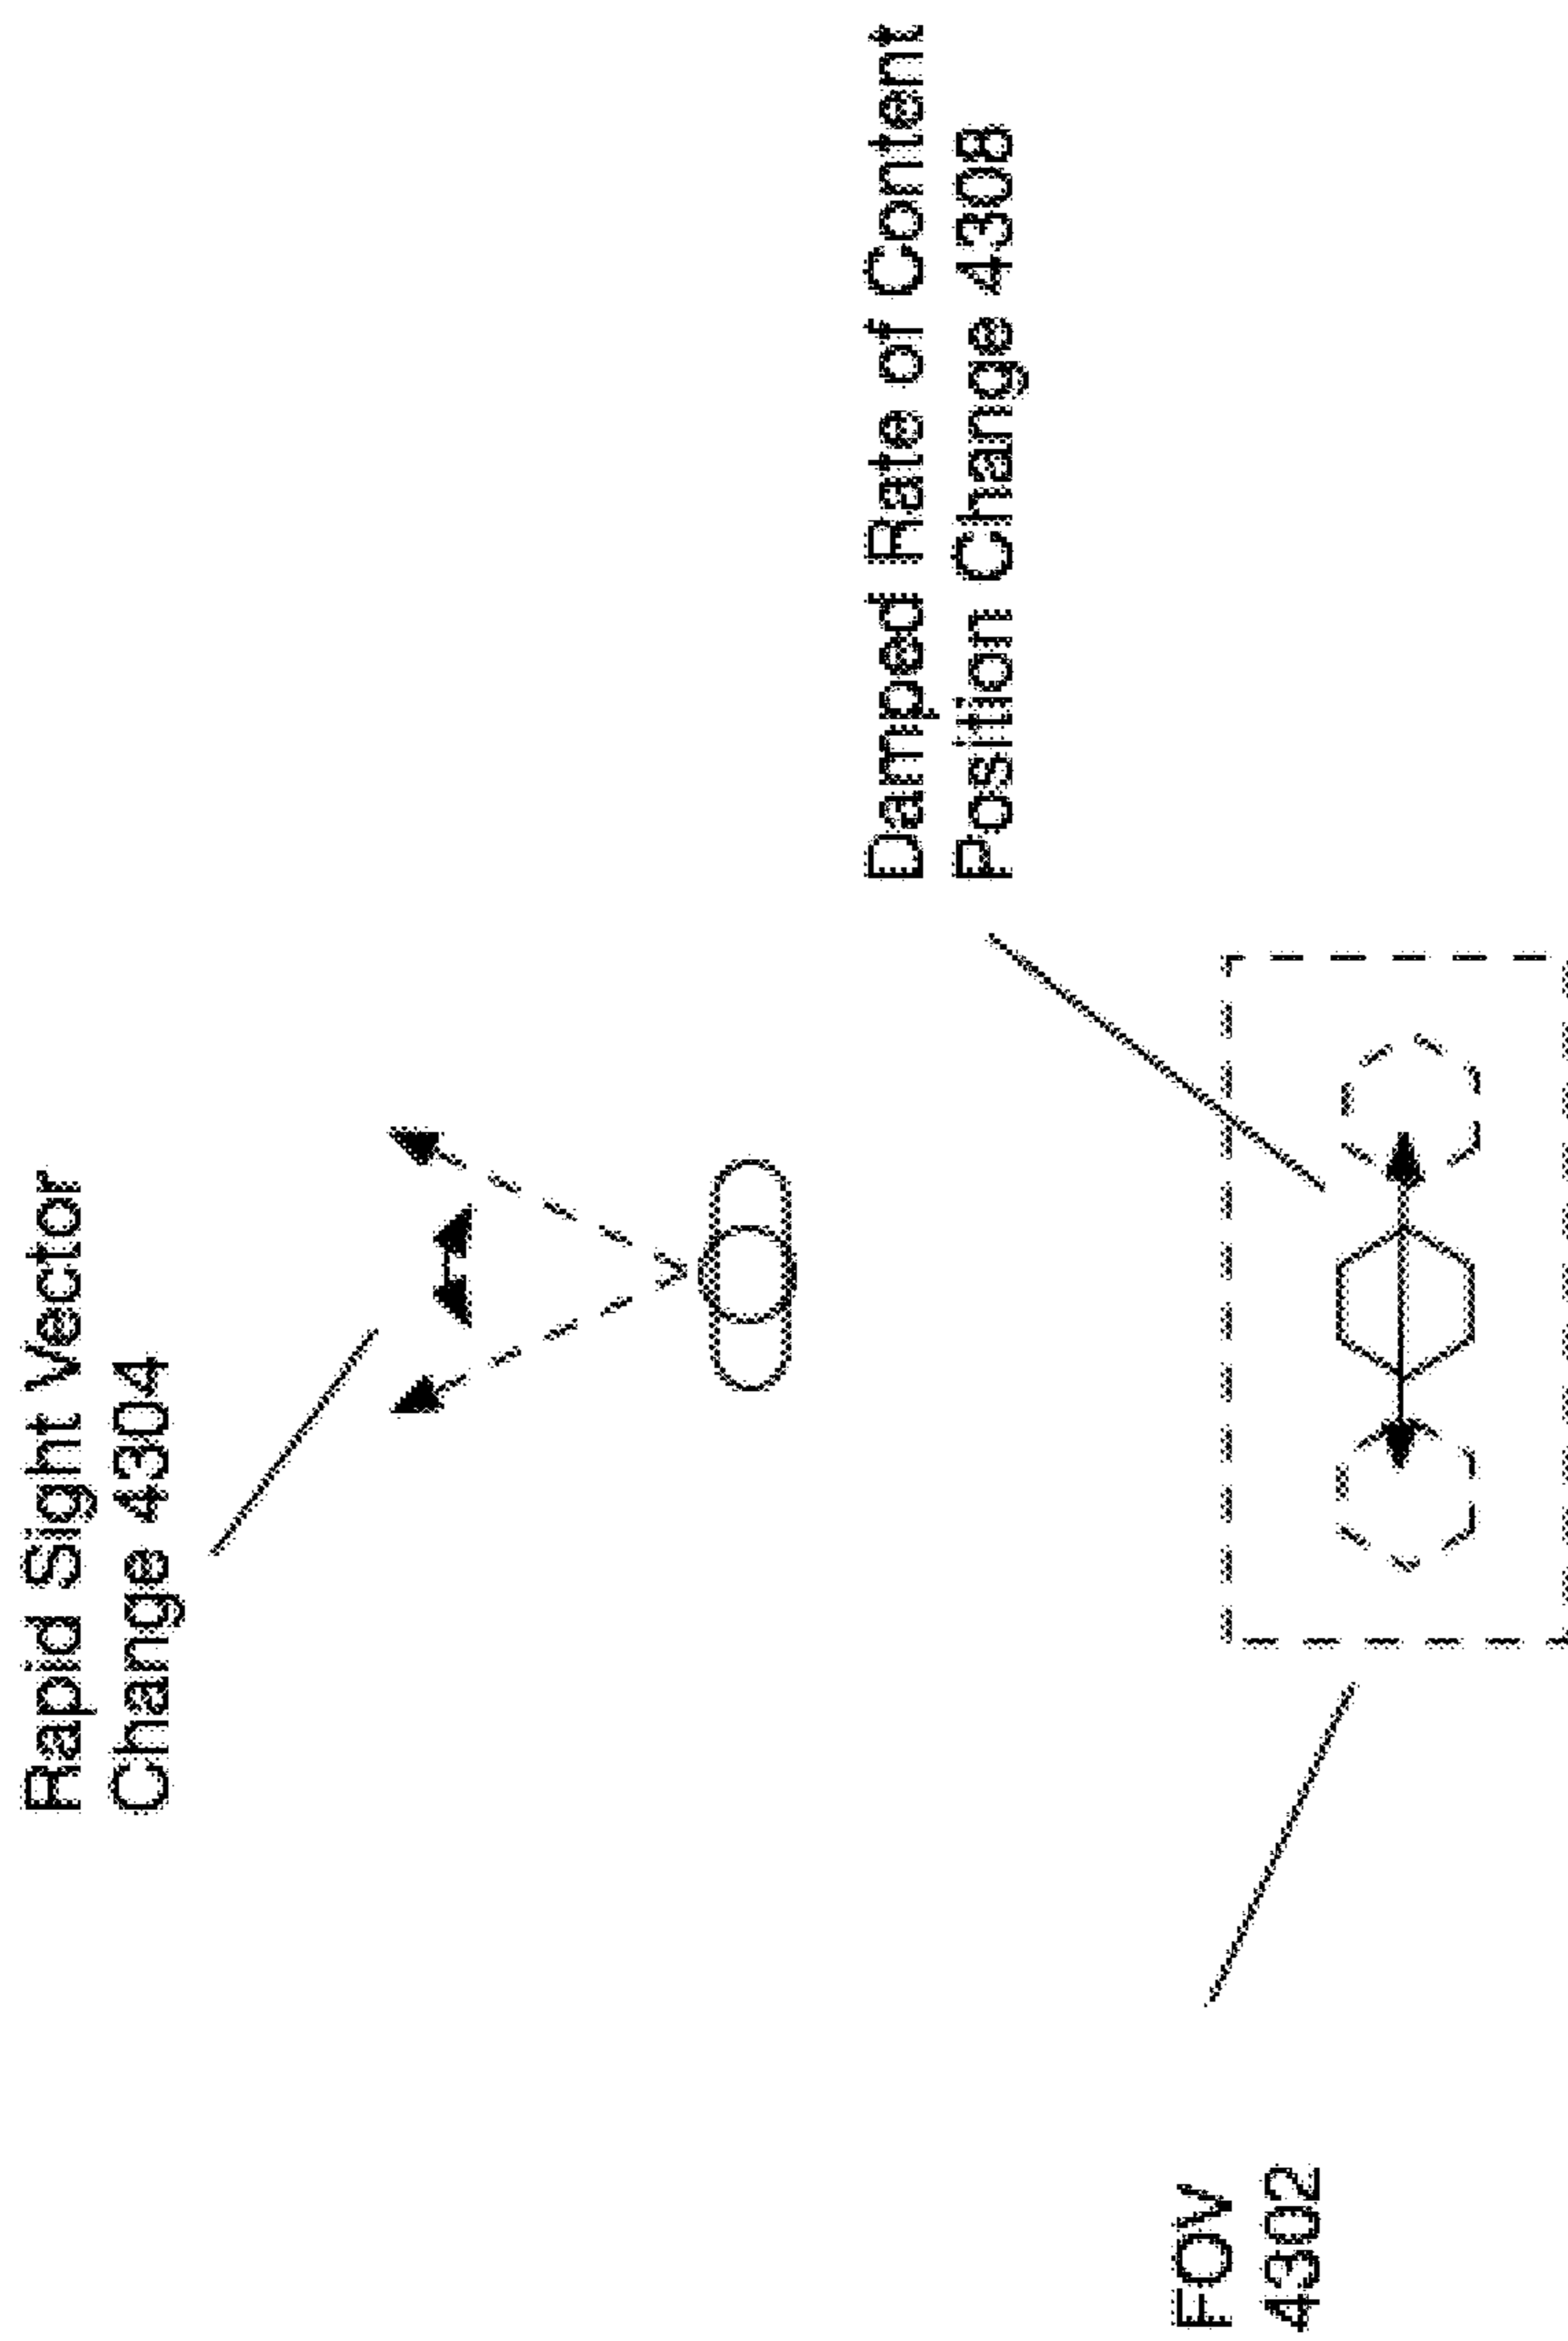 Rapid Sight Vector
Change 4304
Damped Rate of Content
Position Change 4308
FOV
4302